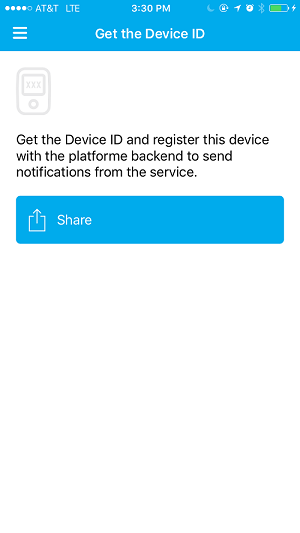 AT&T LTE 3:30 PM
Get the Device ID
XXX
Get the Device ID and register this device
with the platforme backend to send
notifications from the service.
Share